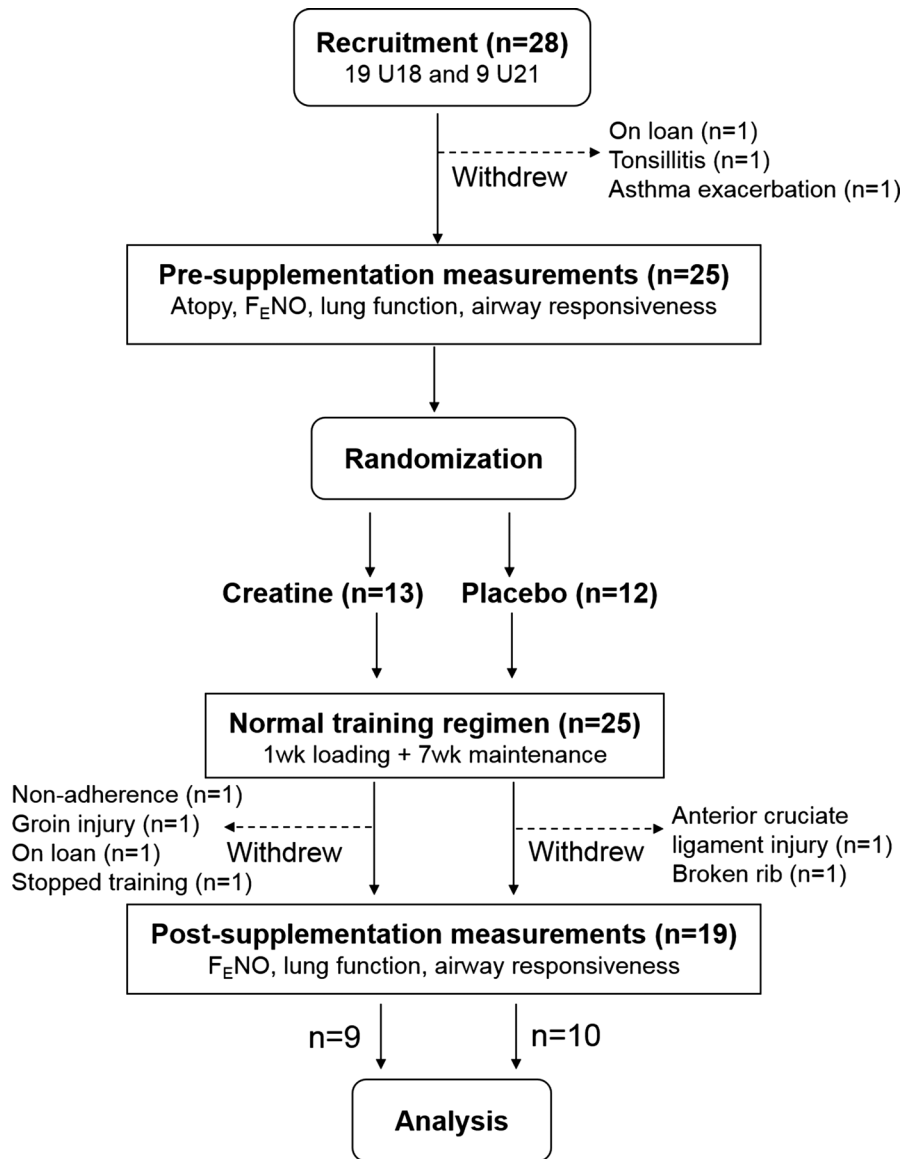 Recruitment (n=28)
19 U18 and 9 U21
On loan (n=1)
Tonsillitis (n=1)
Asthma exacerbation (n=1)
Withdrew
Pre-supplementation measurements (n=25)
Atopy, FENO, lung function, airway responsiveness
Randomization
Creatine (n=13)
Placebo (n=12)
Normal training regimen (n=25)
1wk loading + 7wk maintenance
Non-adherence (n=1)
Groin injury (n=1)
On loan (n=1)
Stopped training (n=1)
Withdrew
Withdrew
Anterior cruciate
ligament injury (n=1)
Broken rib (n=1)
Post-supplementation measurements (n=19)
FENO, lung function, airway responsiveness
n=9
n=10
Analysis